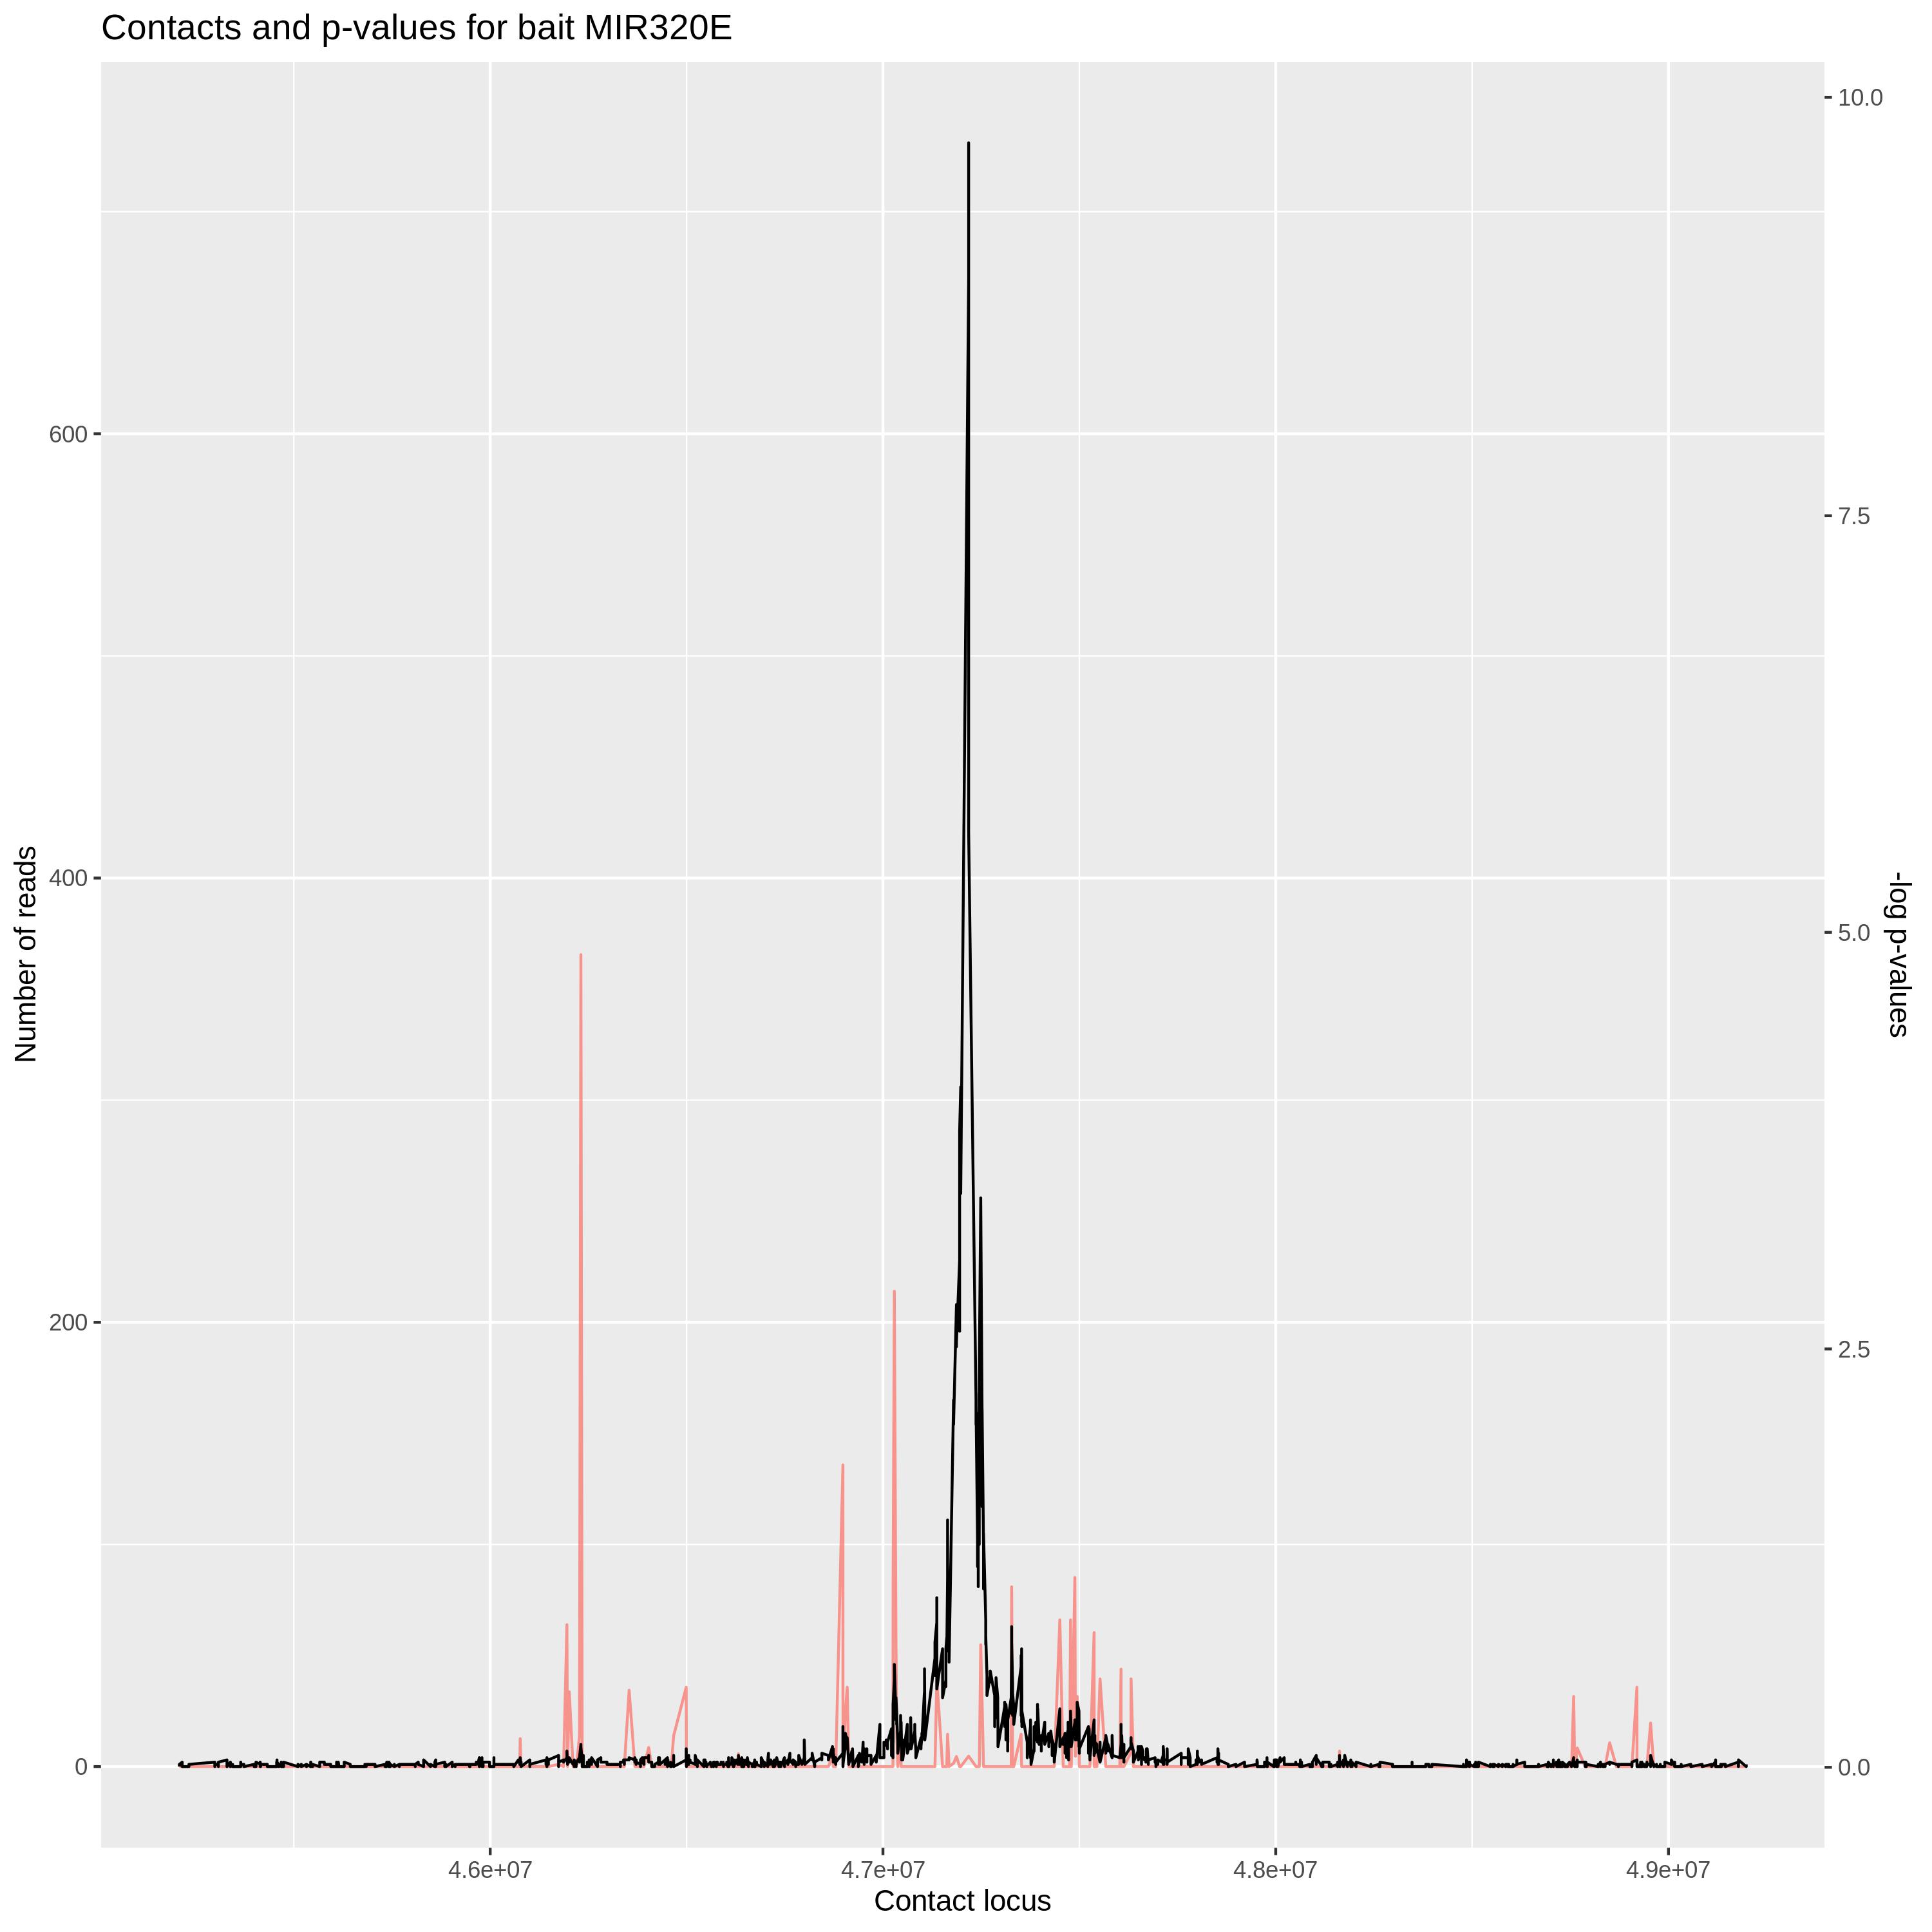 Contacts and p-values for bait MIR320E
10.0
600
7.5
Number of reads
400
-log p-values
5.0
200
2.5
0
0.0
4.6e+07 4.7e+07 4.8e+07 4.9e+07
Contact locus